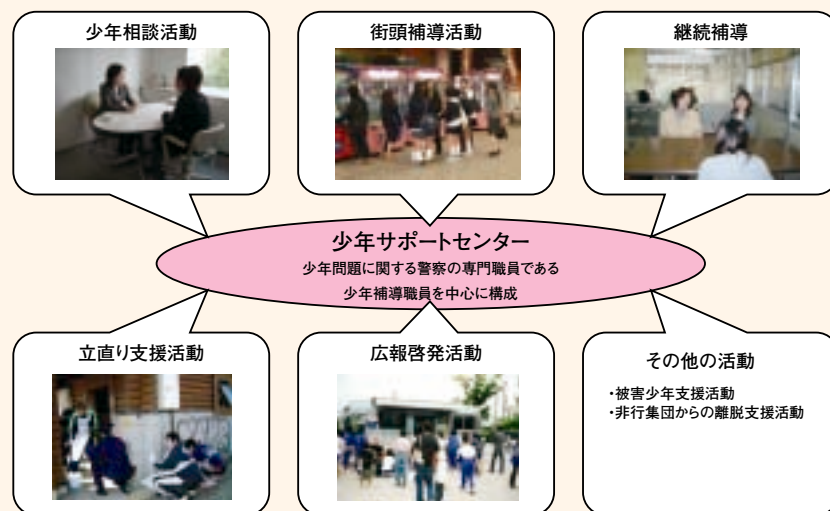 少年相談活動
街頭補導活動
継続補導
少年サポートセンター
少年問題に関する警察の専門職員である
少年補導職員を中心に構成
立直り支援活動
広報啓発活動
その他の活動
・被害少年支援活動
・非行集団からの離脱支援活動